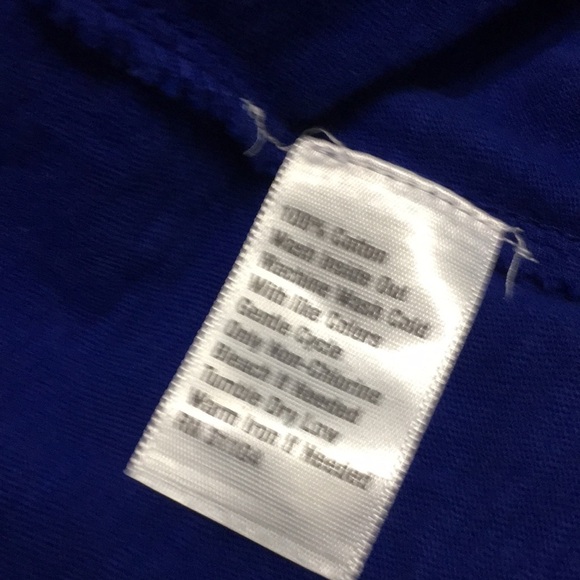 100% Cotton
Wash Inside Out
Machine Wash Cold
With Like Colors
Gentle Cycle
Only Non-Chlorine
Bleach If Needed
Tumble Dry Low
Warm Iron If Needed
RN